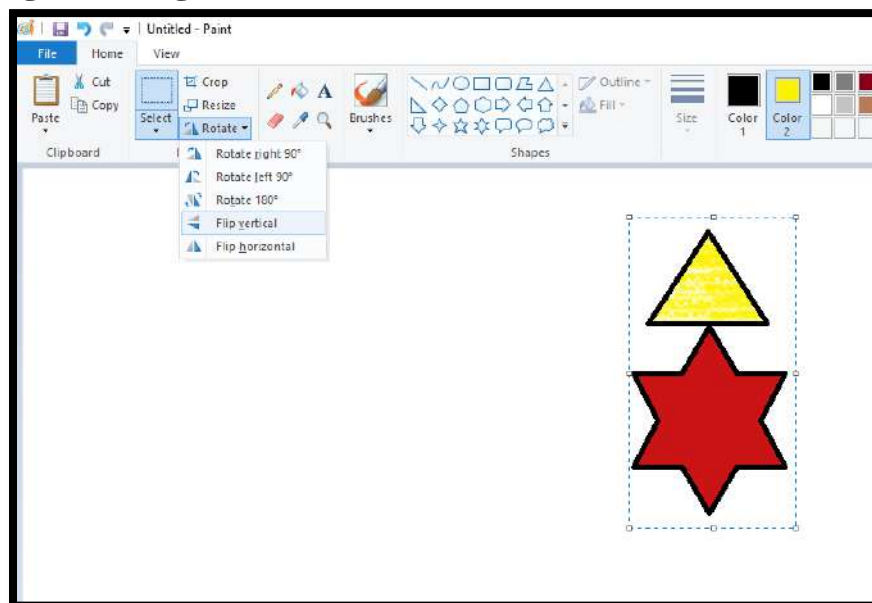 Untitled - Paint
File Home View
Cut
Copy
Paste
Clipboard
Select
Crop
Resize
Rotate
A
Brushes
Outline
Fill
Shapes
Size
Color 1
Color 2
Rotate right 90°
Rotate left 90°
Rotate 180°
Flip vertical
Flip horizontal